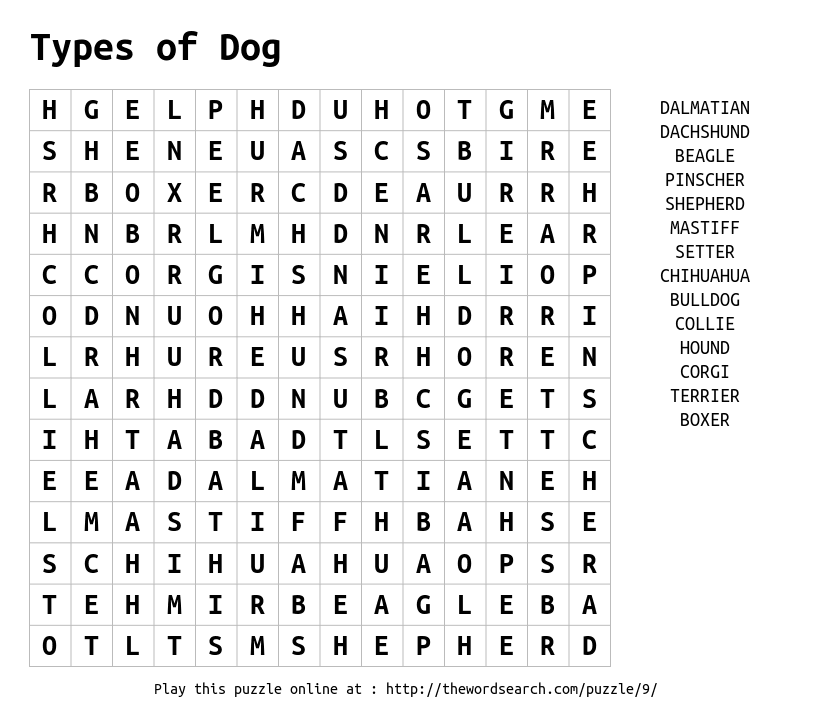 Types of Dog
H G E L P H D U H O T G M E
S H E N E U A S C S B I R E
R B O X E R C D E A U R R H
H N B R L M H D N R L E A R
C C O R G I S N I E L I O P
O D N U O H H A I H D R R I
L R H U R E U S R H O R E N
L A R H D D N U B C G E T S
I H T A B A D T L S E T T C
E E A D A L M A T I A N E H
L M A S T I F F H B A H S E
S C H I H U A H U A O P S R
T E H M I R B E A G L E B A
O T L T S M S H E P H E R D
DALMATIAN
DACHSHUND
BEAGLE
PINSCHER
SHEPHERD
MASTIFF
SETTER
CHIHUAHUA
BULLDOG
COLLIE
HOUND
CORGI
TERRIER
BOXER
Play this puzzle online at : http://thewordsearch.com/puzzle/9/